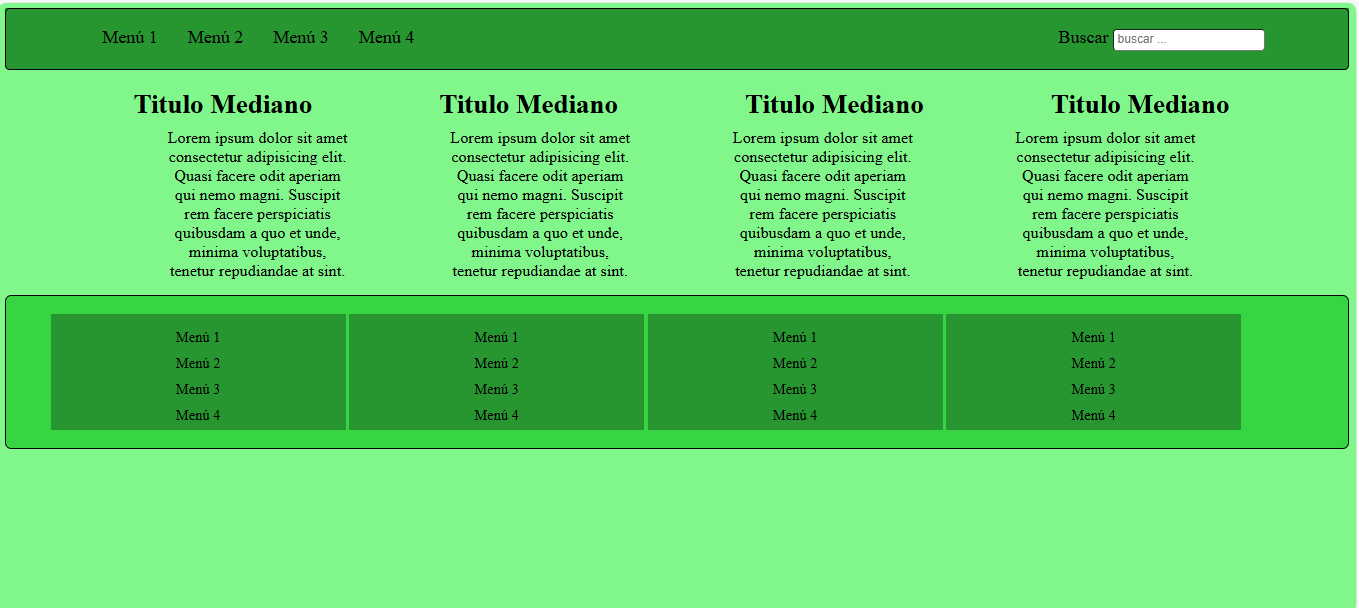 Menú 1 Menú 2 Menú 3 Menú 4 Buscar buscar ...
Titulo Mediano Titulo Mediano Titulo Mediano Titulo Mediano
Lorem ipsum dolor sit amet Lorem ipsum dolor sit amet Lorem ipsum dolor sit amet Lorem ipsum dolor sit amet
consectetur adipisicing elit. consectetur adipisicing elit. consectetur adipisicing elit. consectetur adipisicing elit.
Quasi facere odit aperiam Quasi facere odit aperiam Quasi facere odit aperiam Quasi facere odit aperiam
qui nemo magni. Suscipit qui nemo magni. Suscipit qui nemo magni. Suscipit qui nemo magni. Suscipit
rem facere perspiciatis rem facere perspiciatis rem facere perspiciatis rem facere perspiciatis
quibusdam a quo et unde, quibusdam a quo et unde, quibusdam a quo et unde, quibusdam a quo et unde,
minima voluptatibus, minima voluptatibus, minima voluptatibus, minima voluptatibus,
tenetur repudiandae at sint. tenetur repudiandae at sint. tenetur repudiandae at sint. tenetur repudiandae at sint.
Menú 1 Menú 1 Menú 1 Menú 1
Menú 2 Menú 2 Menú 2 Menú 2
Menú 3 Menú 3 Menú 3 Menú 3
Menú 4 Menú 4 Menú 4 Menú 4